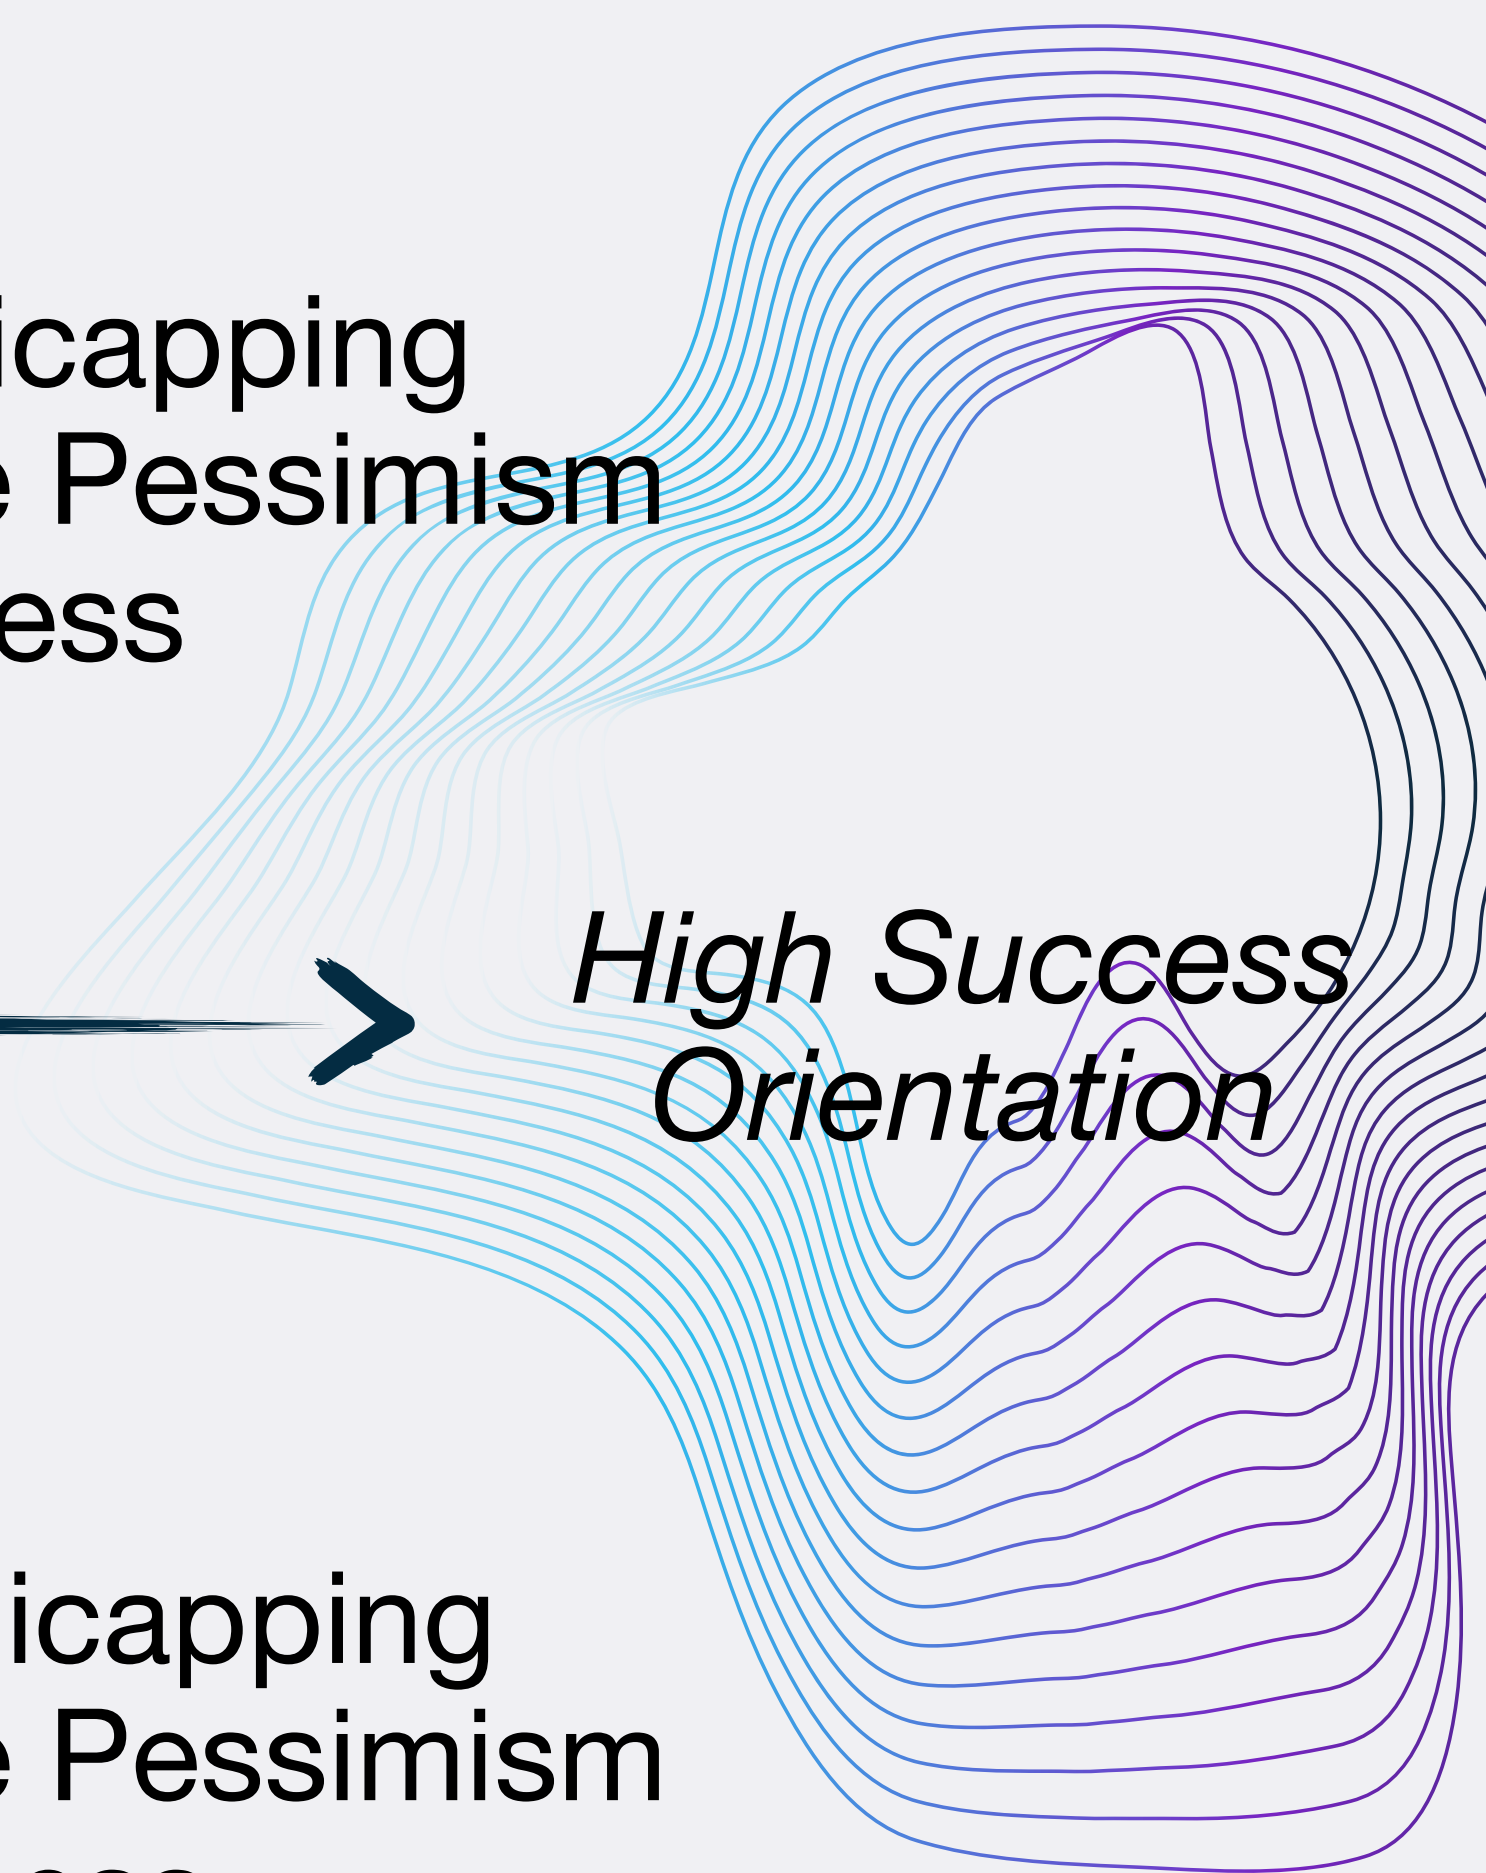 icapping
e Pessimism
ess
High Success
Orientation
icapping
e Pessimism